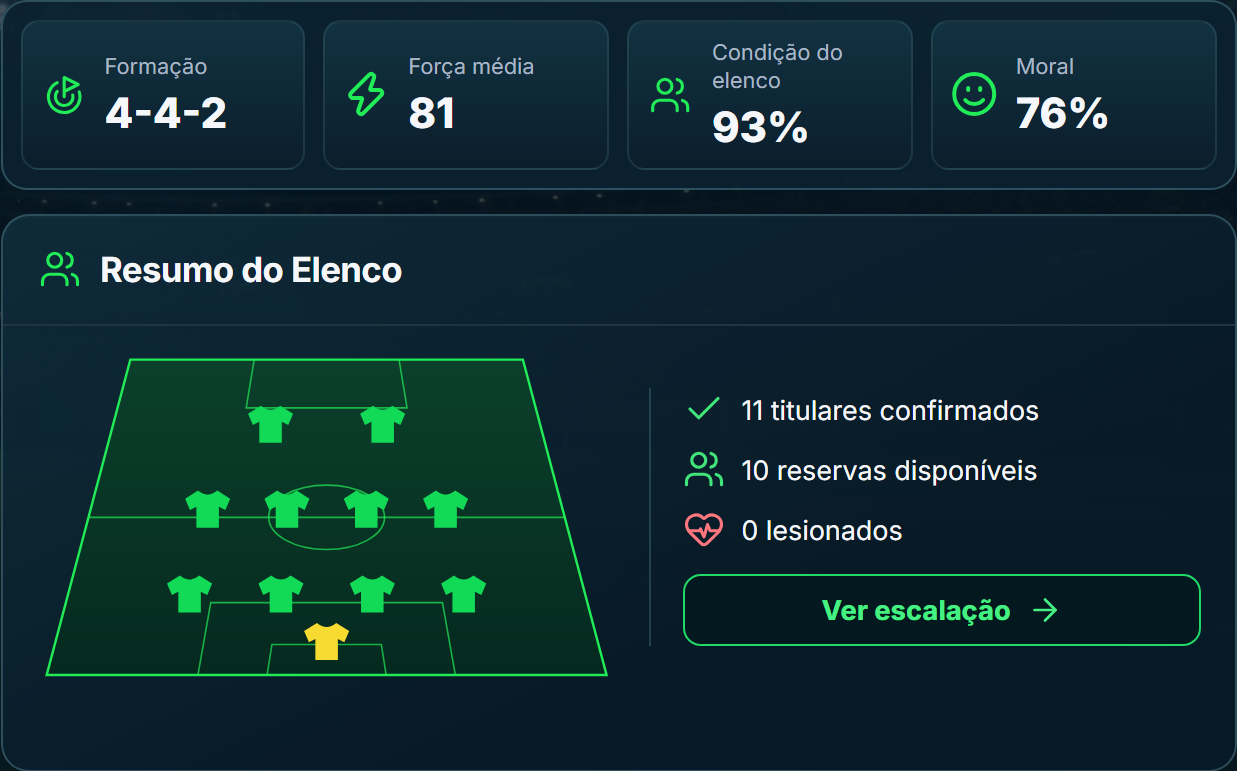 Formação
4-4-2
Força média
81
Condição do
elenco
93%
Moral
76%
Resumo do Elenco
11 titulares confirmados
10 reservas disponíveis
0 lesionados
Ver escalação